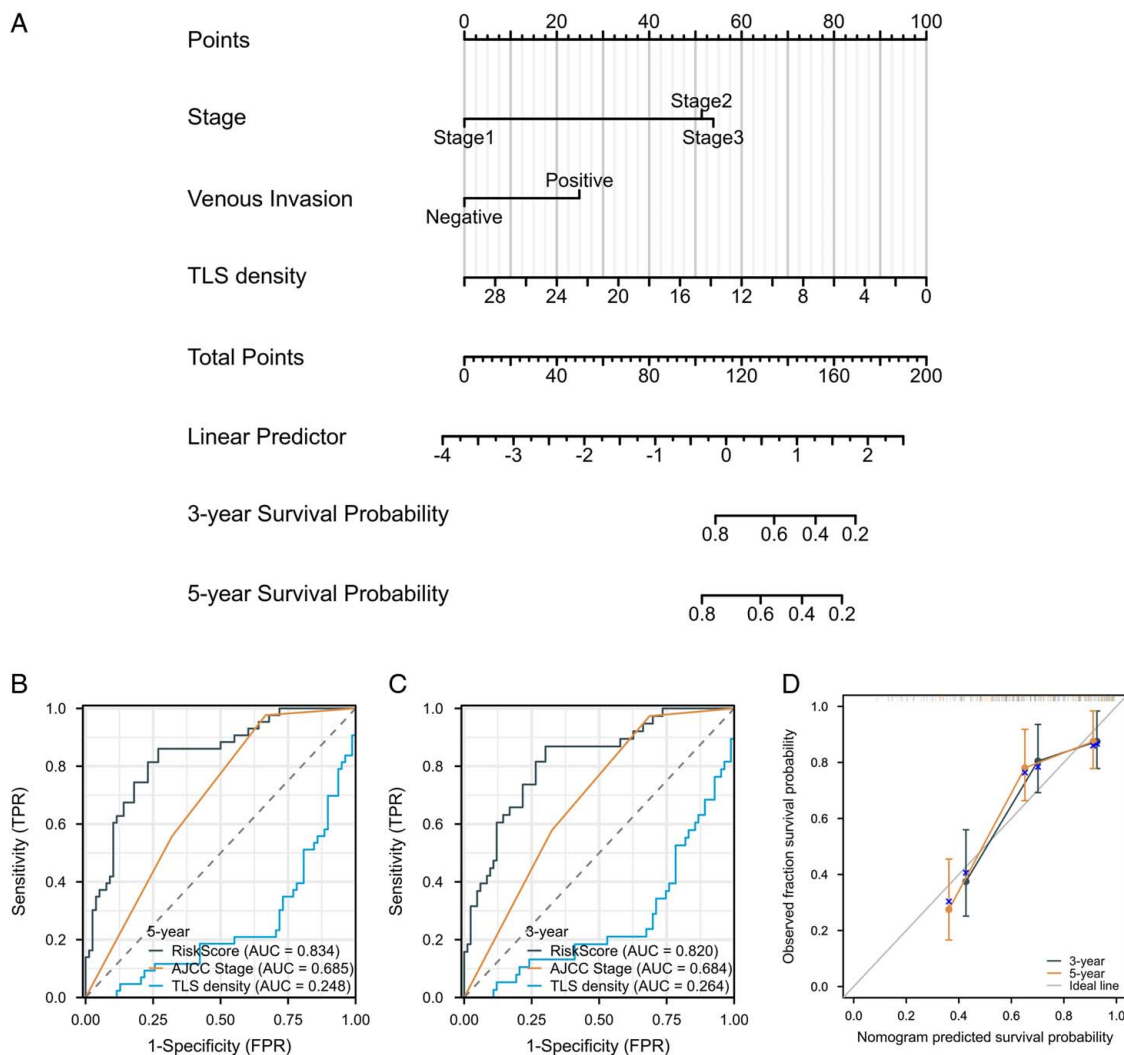 A
Points
0 20 40 60 80 100
Stage
Stage2
Stage1 Stage3
Venous Invasion
Positive
Negative
TLS density
28 24 20 16 12 8 4 0
Total Points
0 40 80 120 160 200
Linear Predictor
-4 -3 -2 -1 0 1 2
3-year Survival Probability
0.8 0.6 0.4 0.2
5-year Survival Probability
0.8 0.6 0.4 0.2
B
Sensitivity (TPR)
1.0
0.8
0.6
0.4
0.2
0.0
5-year
RiskScore (AUC = 0.834)
AJCC Stage (AUC = 0.685)
TLS density (AUC = 0.248)
0.00 0.25 0.50 0.75 1.00
1-Specificity (FPR)
C
Sensitivity (TPR)
1.0
0.8
0.6
0.4
0.2
0.0
3-year
RiskScore (AUC = 0.820)
AJCC Stage (AUC = 0.684)
TLS density (AUC = 0.264)
0.00 0.25 0.50 0.75 1.00
1-Specificity (FPR)
D
Observed fraction survival probability
1.0
0.8
0.6
0.4
0.2
0.0
3-year
5-year
Ideal line
0.0 0.2 0.4 0.6 0.8 1.0
Nomogram predicted survival probability